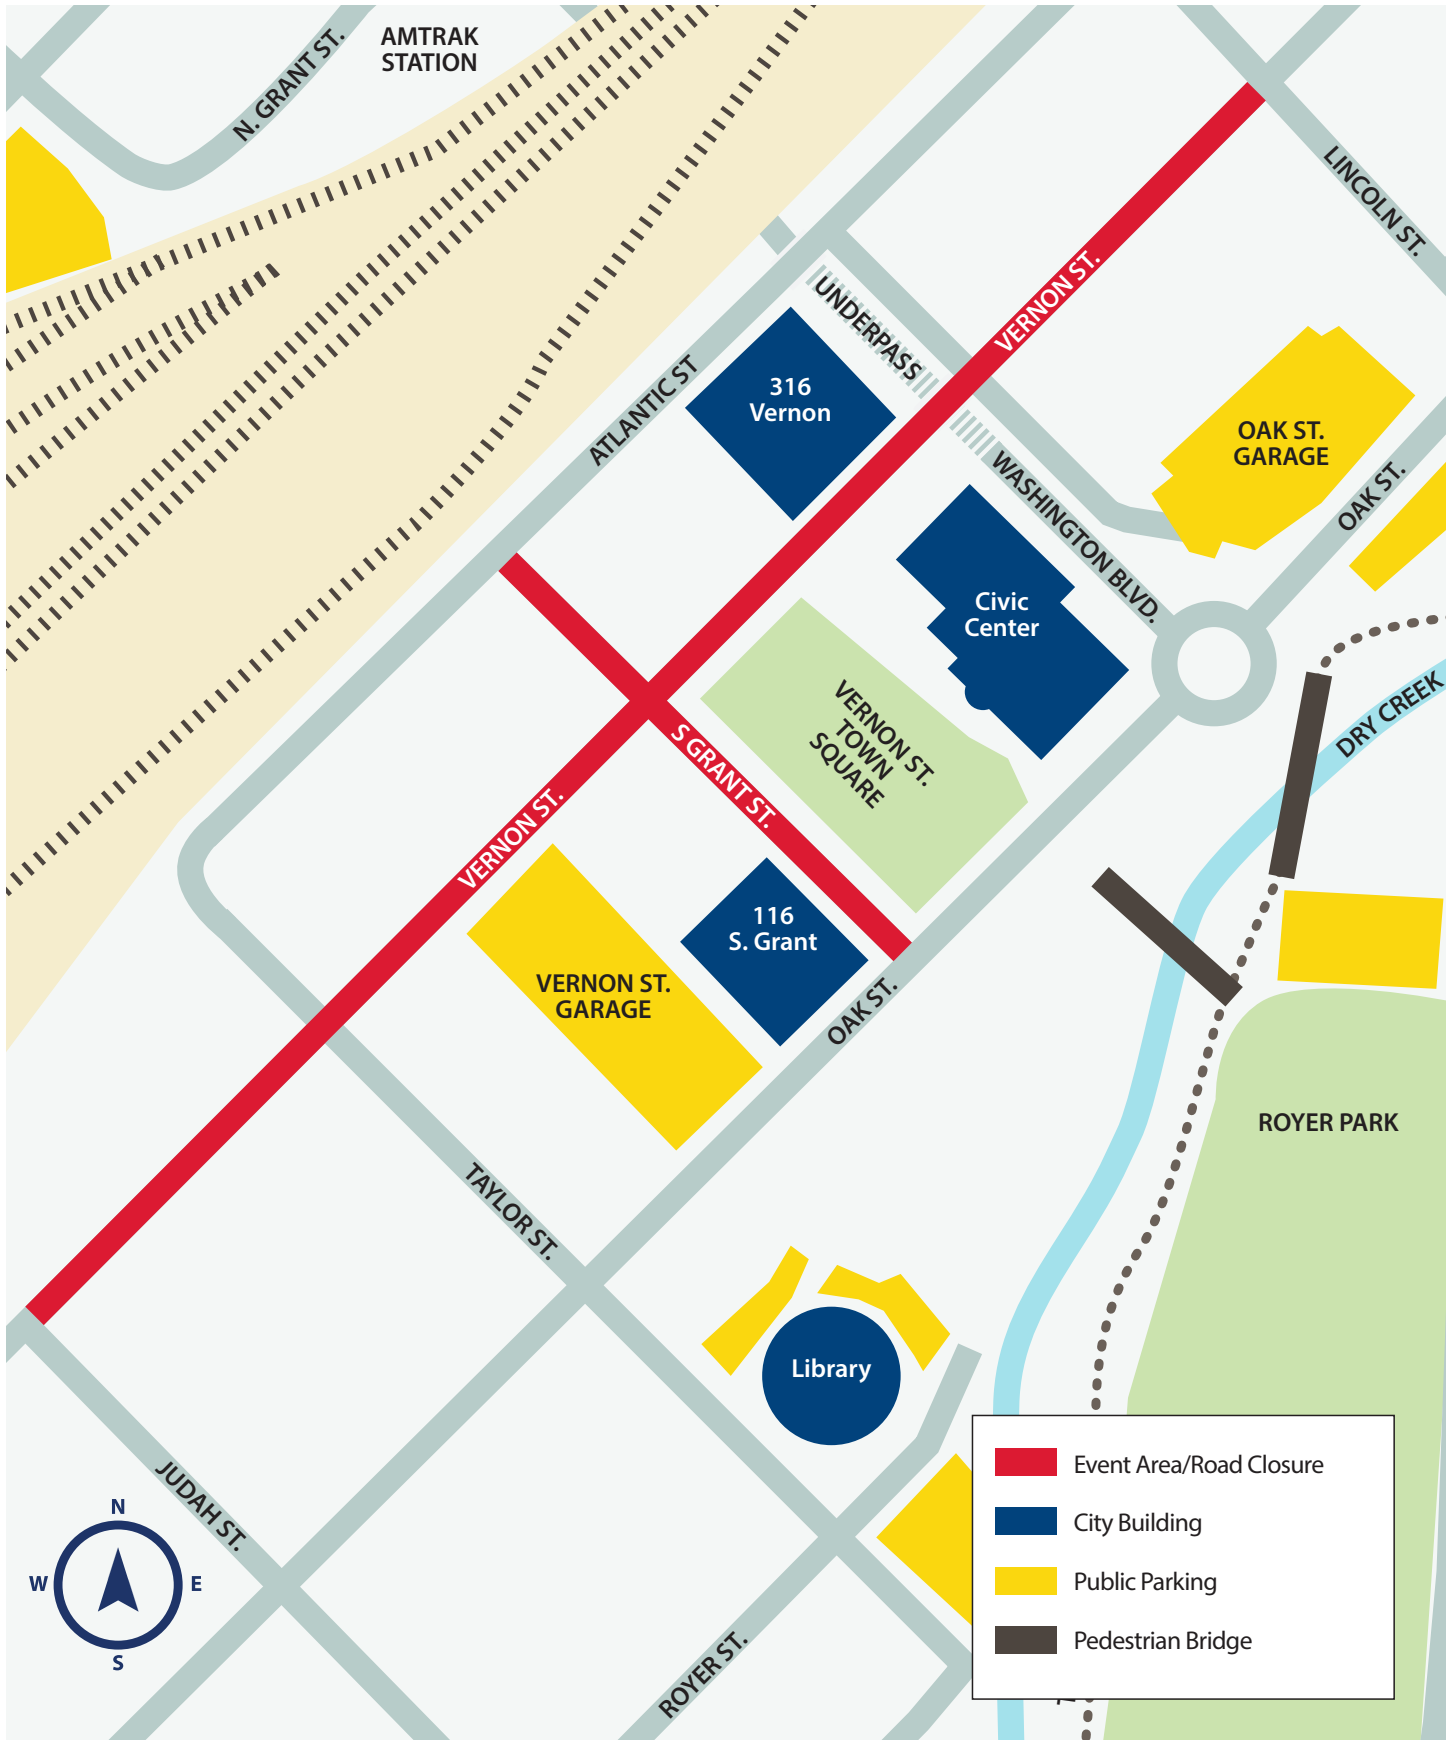 AMTRAK
STATION
N. GRANT ST.
LINCOLN ST.
VERNON ST.
UNDERPASS
ATLANTIC ST
316
Vernon
OAK ST.
GARAGE
OAK ST.
WASHINGTON BLVD.
Civic
Center
VERNON ST.
TOWN
SQUARE
DRY CREEK
S GRANT ST.
VERNON ST.
116
S. Grant
VERNON ST.
GARAGE
OAK ST.
ROYER PARK
TAYLOR ST.
Library
JUDAH ST.
ROYER ST.
N
W
E
S
Event Area/Road Closure
City Building
Public Parking
Pedestrian Bridge